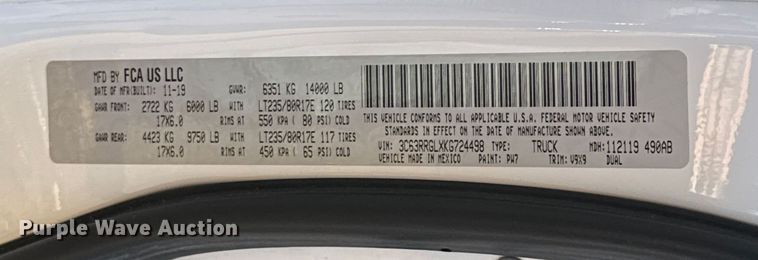 MFD BY FCA US LLC
DATE OF MFR(BUILT): 11-19 GVWR: 6351 KG 14000 LB
GAWR FRONT: 2722 KG 6000 LB WITH LT235/80R17E 120 TIRES
17X6.0 RIMS AT 550 KPA ( 80 PSI) COLD
GAWR REAR: 4423 KG 9750 LB WITH LT235/80R17E 117 TIRES
17X6.0 RIMS AT 450 KPA ( 65 PSI) COLD
THIS VEHICLE CONFORMS TO ALL APPLICABLE U.S.A. FEDERAL MOTOR VEHICLE SAFETY
STANDARDS IN EFFECT ON THE DATE OF MANUFACTURE SHOWN ABOVE.
VIN: 3C63RRGLXKG724498 TYPE: TRUCK MDH: 112119 490AB
VEHICLE MADE IN MEXICO PAINT: PW7 TRIM: V9X9 DUAL
Purple Wave Auction